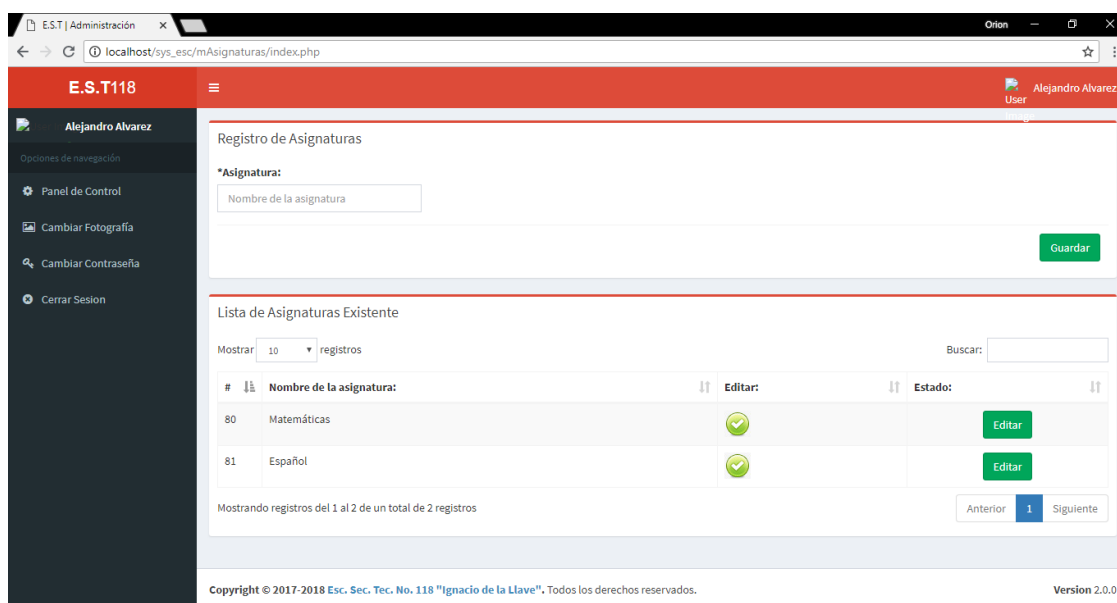 E.S.T | Administración
Orion
localhost/sys_esc/mAsignaturas/index.php
E.S.T118
User Image
Alejandro Alvarez
Alejandro Alvarez
Opciones de navegación
Panel de Control
Cambiar Fotografía
Cambiar Contraseña
Cerrar Sesion
Registro de Asignaturas
*Asignatura:
Nombre de la asignatura
Guardar
Lista de Asignaturas Existente
Mostrar 10 registros Buscar:
# Nombre de la asignatura: Editar: Estado:
80 Matemáticas Editar
81 Español Editar
Mostrando registros del 1 al 2 de un total de 2 registros Anterior 1 Siguiente
Copyright © 2017-2018 Esc. Sec. Tec. No. 118 "Ignacio de la Llave". Todos los derechos reservados. Version 2.0.0